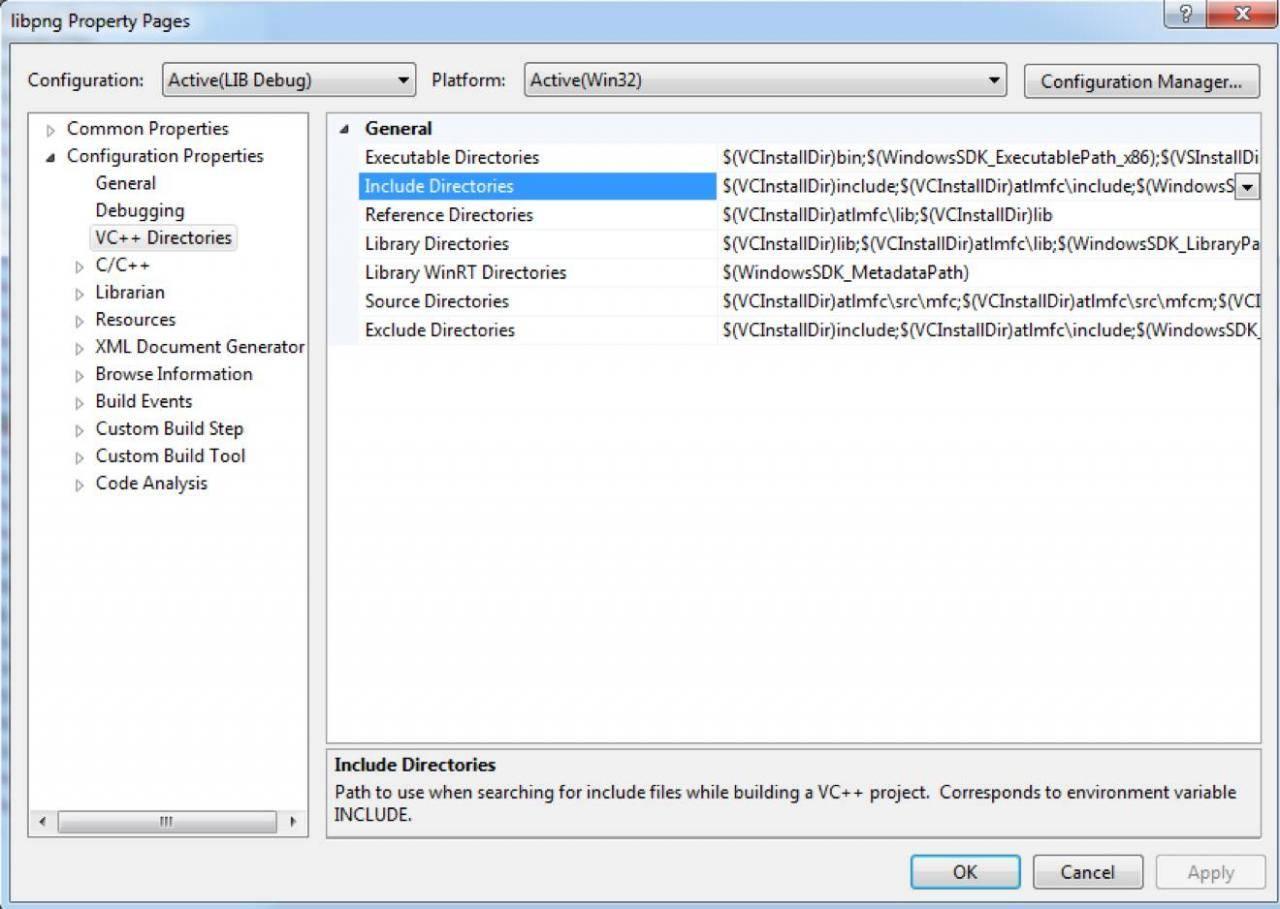 libpng Property Pages
Configuration: Active(LIB Debug) Platform: Active(Win32) Configuration Manager...
Common Properties
Configuration Properties
General
Debugging
VC++ Directories
C/C++
Librarian
Resources
XML Document Generator
Browse Information
Build Events
Custom Build Step
Custom Build Tool
Code Analysis
General
Executable Directories $(VCInstallDir)bin;$(WindowsSDK_ExecutablePath_x86);$(VSInstallDi
Include Directories $(VCInstallDir)include;$(VCInstallDir)atlmfc\include;$(WindowsS
Reference Directories $(VCInstallDir)atlmfc\lib;$(VCInstallDir)lib
Library Directories $(VCInstallDir)lib;$(VCInstallDir)atlmfc\lib;$(WindowsSDK_LibraryPa
Library WinRT Directories $(WindowsSDK_MetadataPath)
Source Directories $(VCInstallDir)atlmfc\src\mfc;$(VCInstallDir)atlmfc\src\mfcm;$(VCI
Exclude Directories $(VCInstallDir)include;$(VCInstallDir)atlmfc\include;$(WindowsSDK_
Include Directories
Path to use when searching for include files while building a VC++ project. Corresponds to environment variable
INCLUDE.
OK Cancel Apply